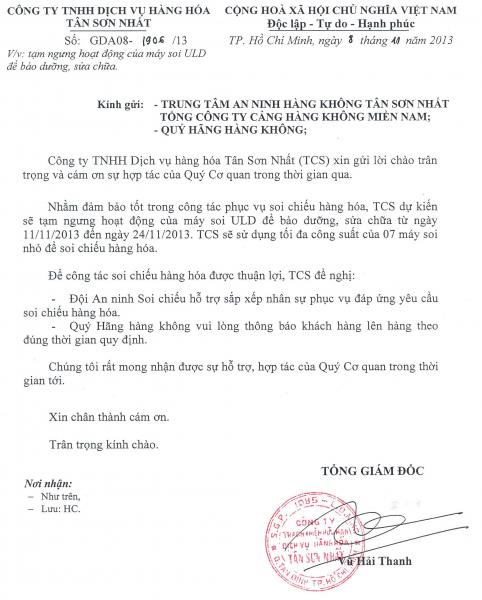 CÔNG TY TNHH DỊCH VỤ HÀNG HÓA
TÂN SƠN NHẤT
Số: GDA08- 1906 /13
V/v: tạm ngưng hoạt động của máy soi ULD
để bảo dưỡng, sửa chữa.
CỘNG HOÀ XÃ HỘI CHỦ NGHĨA VIỆT NAM
Độc lập - Tự do - Hạnh phúc
TP. Hồ Chí Minh, ngày 8 tháng 10 năm 2013
Kính gửi: - TRUNG TÂM AN NINH HÀNG KHÔNG TÂN SƠN NHẤT
TỔNG CÔNG TY CẢNG HÀNG KHÔNG MIỀN NAM;
- QUÝ HÃNG HÀNG KHÔNG;
Công ty TNHH Dịch vụ hàng hóa Tân Sơn Nhất (TCS) xin gửi lời chào trân
trọng và cám ơn sự hợp tác của Quý Cơ quan trong thời gian qua.
Nhằm đảm bảo tốt trong công tác phục vụ soi chiếu hàng hóa, TCS dự kiến
sẽ tạm ngưng hoạt động của máy soi ULD để bảo dưỡng, sửa chữa từ ngày
11/11/2013 đến ngày 24/11/2013. TCS sẽ sử dụng tối đa công suất của 07 máy soi
nhỏ để soi chiếu hàng hóa.
Để công tác soi chiếu hàng hóa được thuận lợi, TCS đề nghị:
- Đội An ninh Soi chiếu hỗ trợ sắp xếp nhân sự phục vụ đáp ứng yêu cầu
soi chiếu hàng hóa.
- Quý Hãng hàng không vui lòng thông báo khách hàng lên hàng theo
đúng thời gian quy định.
Chúng tôi rất mong nhận được sự hỗ trợ, hợp tác của Quý Cơ quan trong thời
gian tới.
Xin chân thành cám ơn.
Trân trọng kính chào.
TỔNG GIÁM ĐỐC
Nơi nhận:
- Như trên,
- Lưu: HC.
CÔNG TY
TRÁCH NHIỆM HỮU HẠN
DỊCH VỤ HÀNG HÓA
TÂN SƠN NHẤT
Q.TÂN BÌNH T.P. HỒ CHÍ
Vũ Hải Thanh